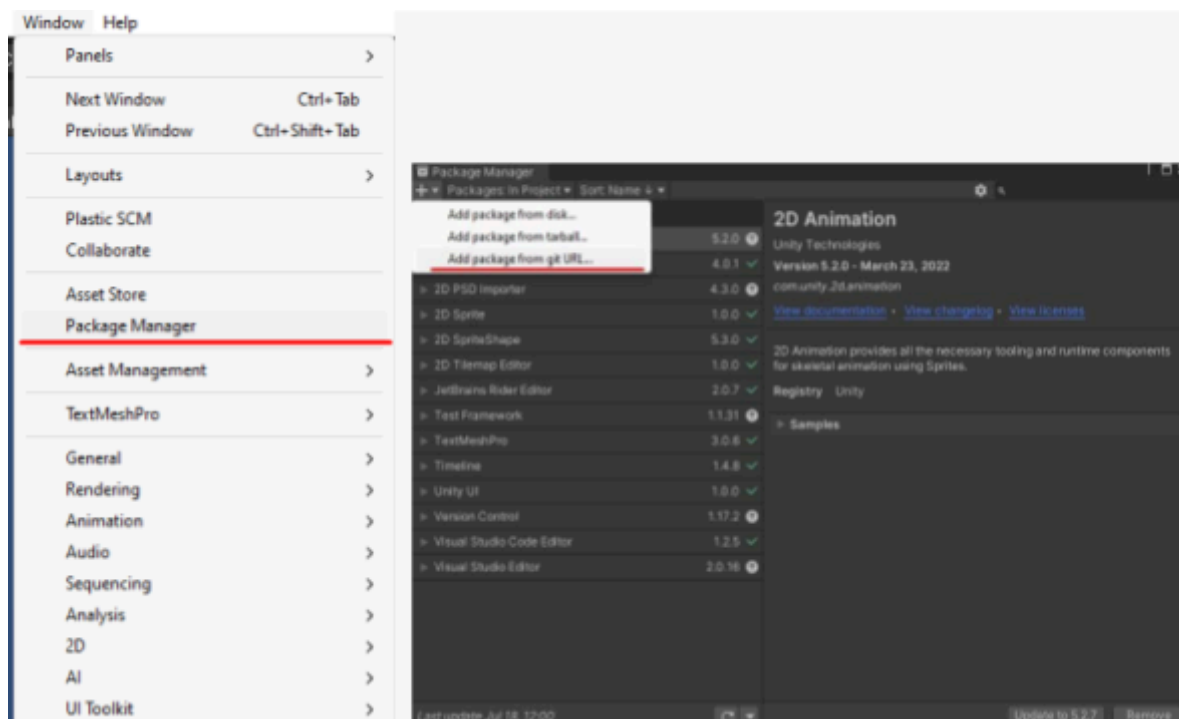 Window Help
Panels
Next Window Ctrl+Tab
Previous Window Ctrl+Shift+Tab
Layouts
Plastic SCM
Collaborate
Asset Store
Package Manager
Asset Management
TextMeshPro
General
Rendering
Animation
Audio
Sequencing
Analysis
2D
AI
UI Toolkit
Package Manager
Packages: In Project Sort: Name ↓
Add package from disk...
Add package from tarball...
Add package from git URL...
5.2.0
4.0.1
2D PSD Importer 4.3.0
2D Sprite 1.0.0
2D SpriteShape 5.3.0
2D Tilemap Editor 1.0.0
JetBrains Rider Editor 2.0.7
Test Framework 1.1.31
TextMeshPro 3.0.6
Timeline 1.4.8
Unity UI 1.0.0
Version Control 1.17.2
Visual Studio Code Editor 1.2.5
Visual Studio Editor 2.0.16
Last update Jul 18, 12:00
2D Animation
Unity Technologies
Version 5.2.0 - March 23, 2022
com.unity.2d.animation
View documentation • View changelog • View licenses
2D Animation provides all the necessary tooling and runtime components
for skeletal animation using Sprites.
Registry Unity
Samples
Update to 5.2.7 Remove